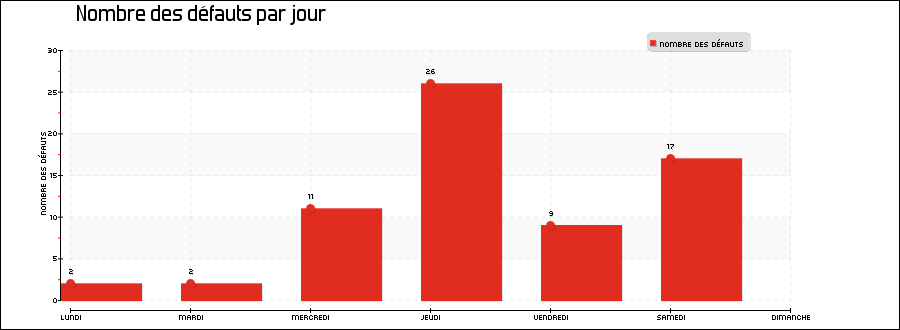 Nombre des défauts par jour
NOMBRE DES DÉFAUTS
NOMBRE DES DÉFAUTS
30
25
20
15
10
5
0
2
2
11
26
9
17
LUNDI
MARDI
MERCREDI
JEUDI
VENDREDI
SAMEDI
DIMANCHE